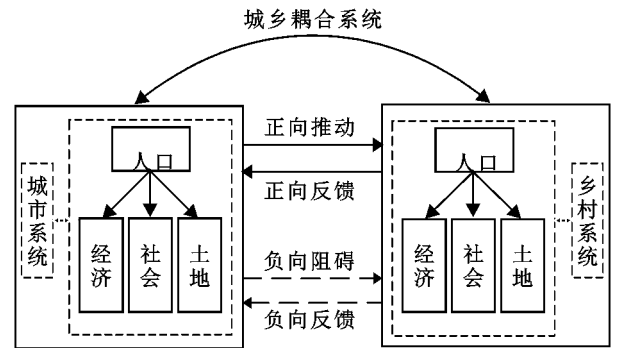 城乡耦合系统
城市系统
人口
经济
社会
土地
正向推动
正向反馈
负向阻碍
负向反馈
人口
经济
社会
土地
乡村系统